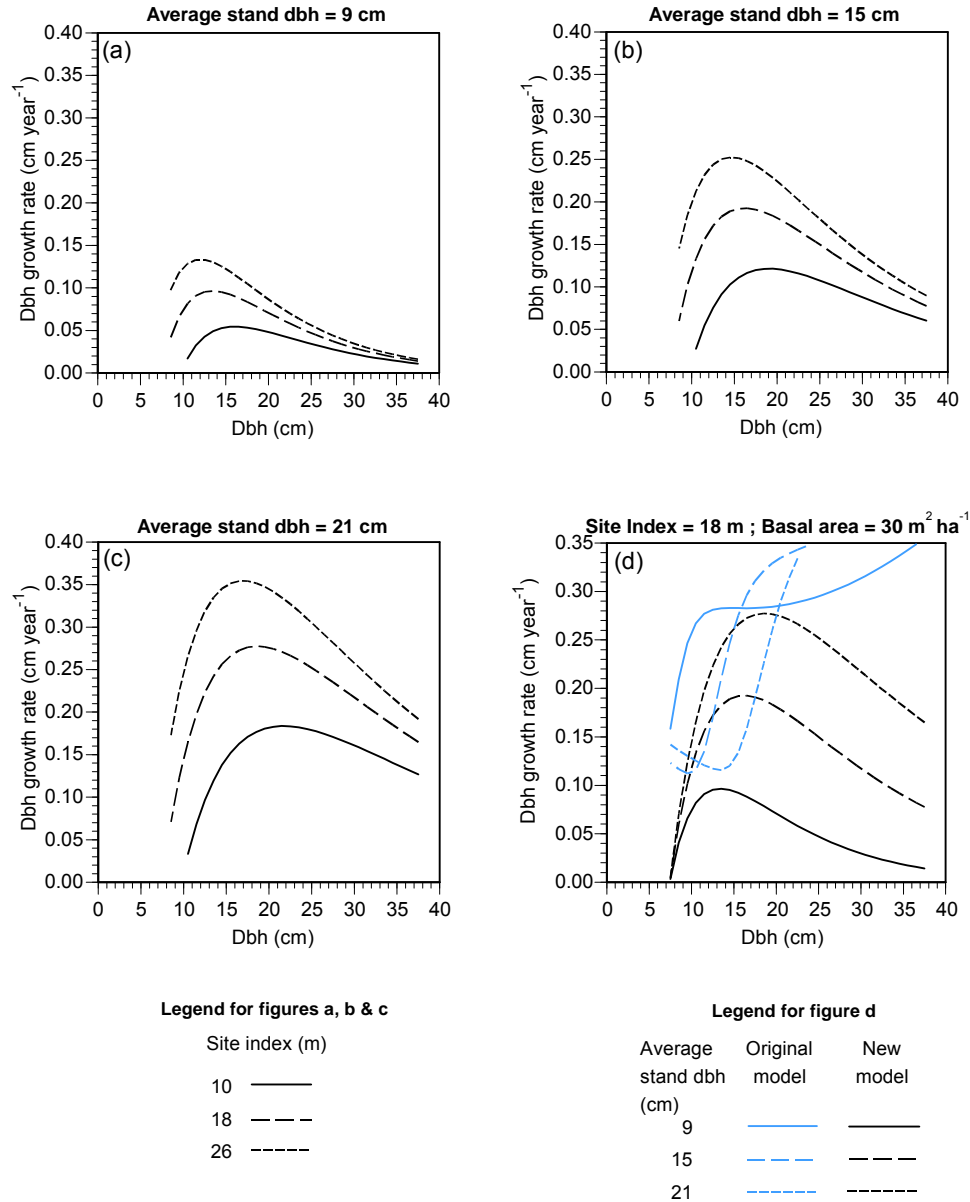 Average stand dbh = 9 cm
(a)
Dbh growth rate (cm year-1)
0.40
0.35
0.30
0.25
0.20
0.15
0.10
0.05
0.00
0 5 10 15 20 25 30 35 40
Dbh (cm)
Average stand dbh = 15 cm
(b)
Dbh growth rate (cm year-1)
0.40
0.35
0.30
0.25
0.20
0.15
0.10
0.05
0.00
0 5 10 15 20 25 30 35 40
Dbh (cm)
Average stand dbh = 21 cm
(c)
Dbh growth rate (cm year-1)
0.40
0.35
0.30
0.25
0.20
0.15
0.10
0.05
0.00
0 5 10 15 20 25 30 35 40
Dbh (cm)
Site Index = 18 m ; Basal area = 30 m2 ha-1
(d)
Dbh growth rate (cm year-1)
0.35
0.30
0.25
0.20
0.15
0.10
0.05
0.00
0 5 10 15 20 25 30 35 40
Dbh (cm)
Legend for figures a, b & c
Site index (m)
10
18
26
Legend for figure d
Average Original New
stand dbh model model
(cm)
9
15
21